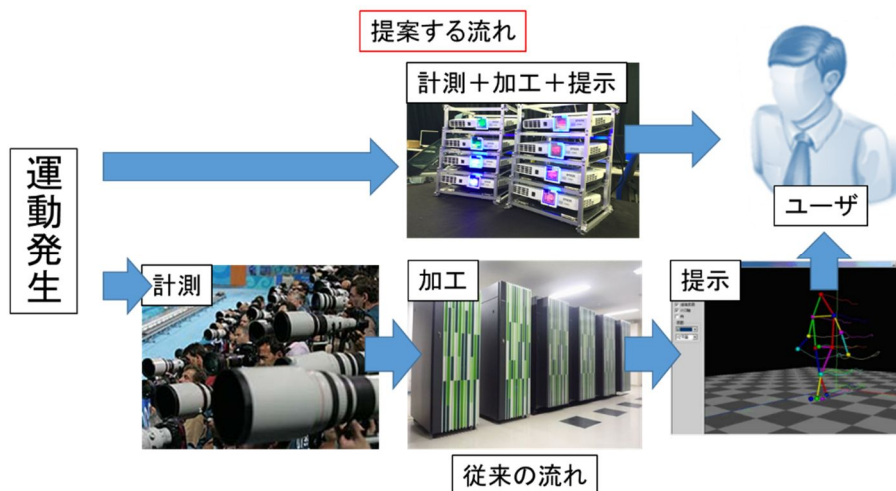 提案する流れ
計測＋加工＋提示
運動発生
ユーザ
計測
加工
提示
従来の流れ